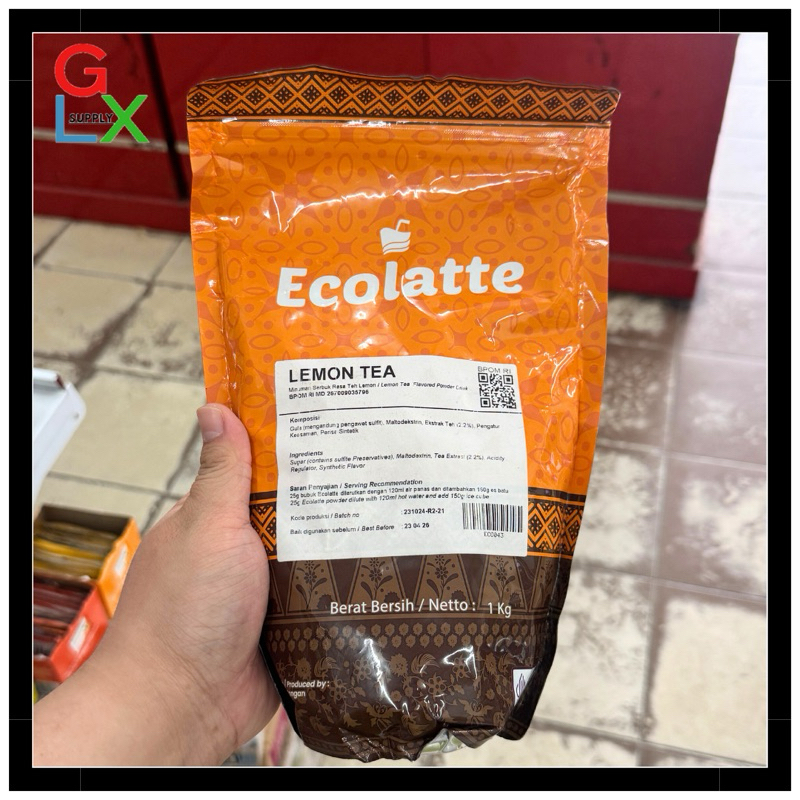 G
SUPPLY
LX
Ecolatte
LEMON TEA
BPOM RI
Minuman Serbuk Rasa Teh Lemon / Lemon Tea Flavored Powder
BPOM RI MD 267009035796
Komposisi
Gula (mengandung pengawet sulfit), Maltodekstrin, Ekstrak Teh (2.2%), Pengatur
Keasaman, Perisa Sintetik
Ingredients
Sugar (contains sulfite Preservatives), Maltodextrin, Tea Extract (2.2%), Acidity
Regulator, Synthetic Flavor
Saran Penyajian / Serving Recommendation
25g bubuk Ecolatte dilarutkan dengan 120ml air panas dan ditambahkan 150g es batu
25g Ecolatte powder dilute with 120ml hot water and add 150g ice cube
Kode produksi / Batch no : 231024-R2-21
Baik digunakan sebelum / Best Before : 23 04 26
Berat Bersih / Netto : 1 Kg
Produced by :